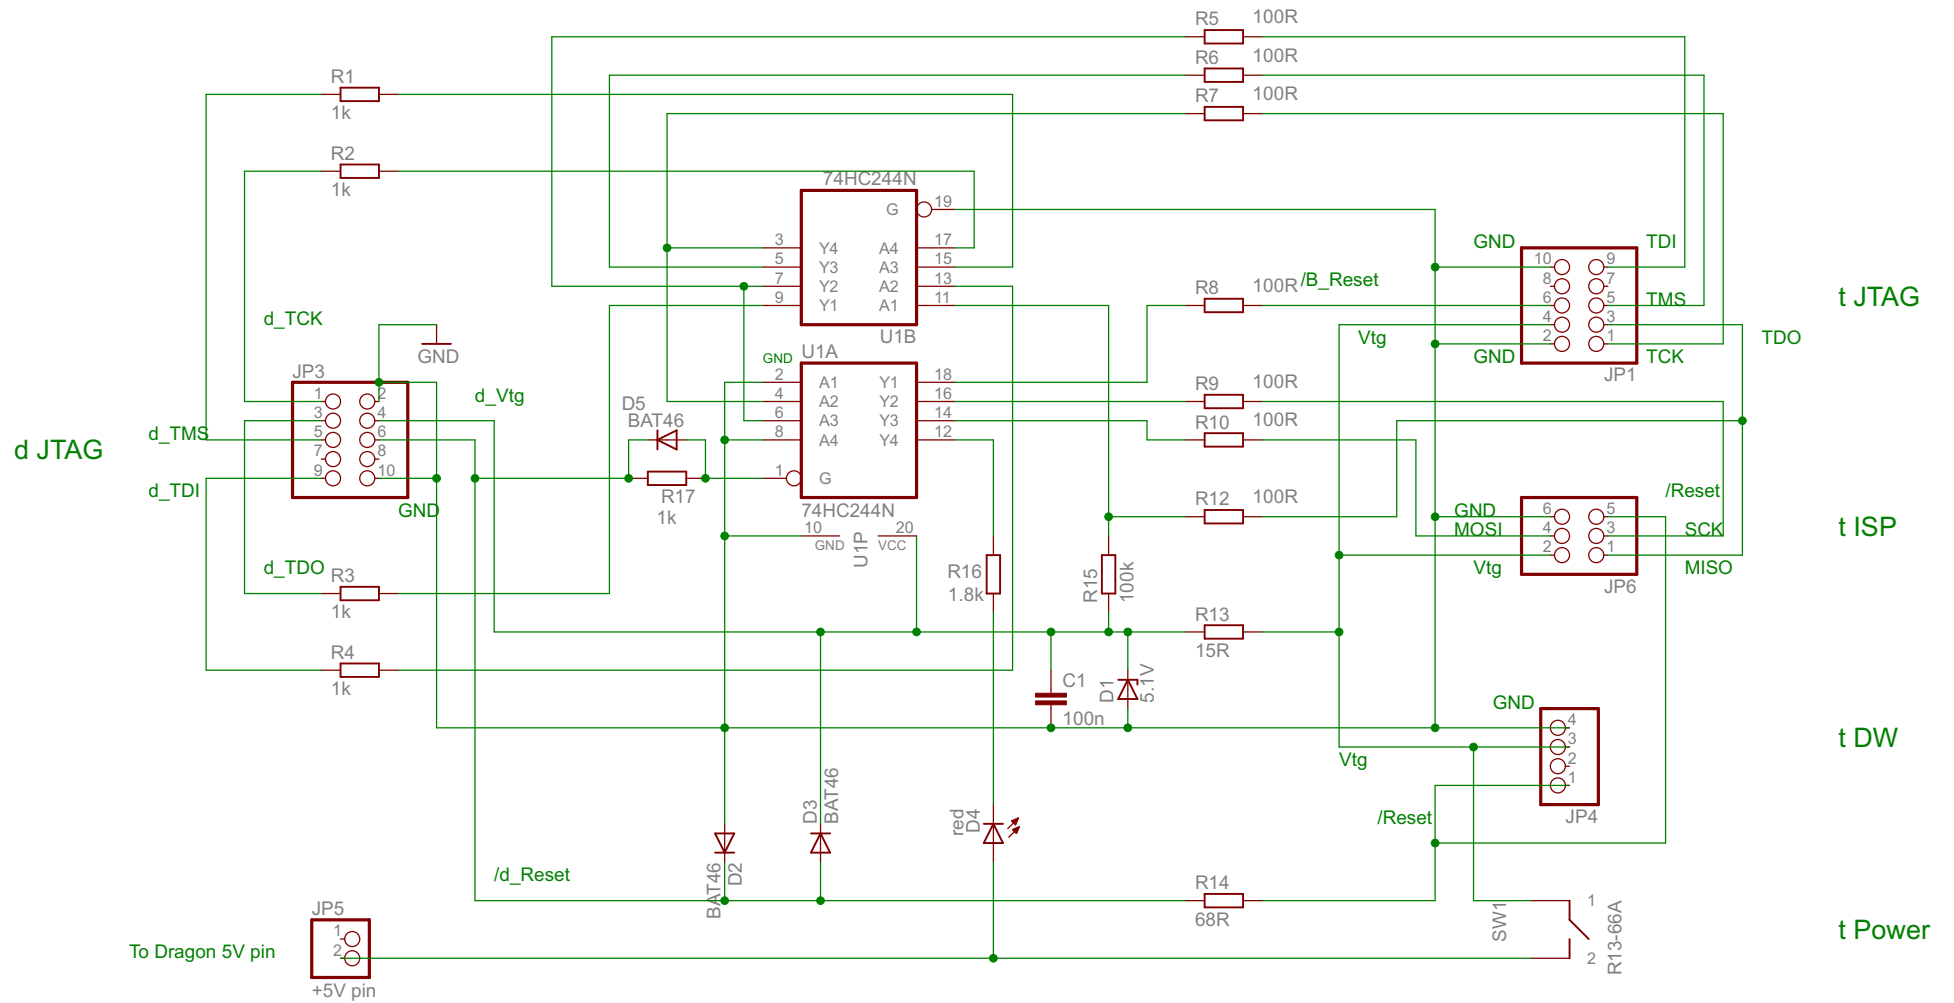 R5 100R
R6 100R
R7 100R
R1
1k
R2
1k
74HC244N
G 19
3 Y4 A4 17
5 Y3 A3 15
7 Y2 A2 13
9 Y1 A1 11
U1B
R8 100R /B_Reset
GND TDI
10 9
8 7
6 5 TMS
4 3
2 1
GND TCK
JP1
Vtg
TDO
t JTAG
d_TCK
GND
JP3
1 2
3 4
5 6
7 8
9 10
d_TMS
d_TDI
GND
d JTAG
d_Vtg
D5
BAT46
R17
1k
GND U1A
2 A1 Y1 18
4 A2 Y2 16
6 A3 Y3 14
8 A4 Y4 12
1 G
74HC244N
10 20
GND VCC
U1P
R9 100R
R10 100R
R12 100R
/Reset
GND 6 5
MOSI 4 3 SCK
2 1
Vtg MISO
JP6
t ISP
d_TDO
R3
1k
R16
1.8k
R15
100k
R13
15R
R4
1k
C1
100n
D1
5.1V
GND
4
3
2
1
JP4
Vtg
/Reset
t DW
D3
BAT46
D2
BAT46
red
D4
/d_Reset
R14
68R
JP5
1
2
+5V pin
To Dragon 5V pin
SW1
1
2
R13-66A
t Power